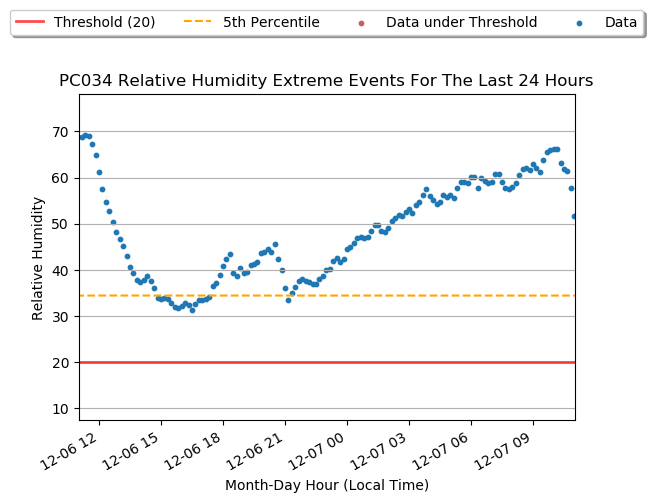 Threshold (20) 5th Percentile Data under Threshold Data
PC034 Relative Humidity Extreme Events For The Last 24 Hours
70
60
50
40
30
20
10
Relative Humidity
12-06 12 12-06 15 12-06 18 12-06 21 12-07 00 12-07 03 12-07 06 12-07 09
Month-Day Hour (Local Time)